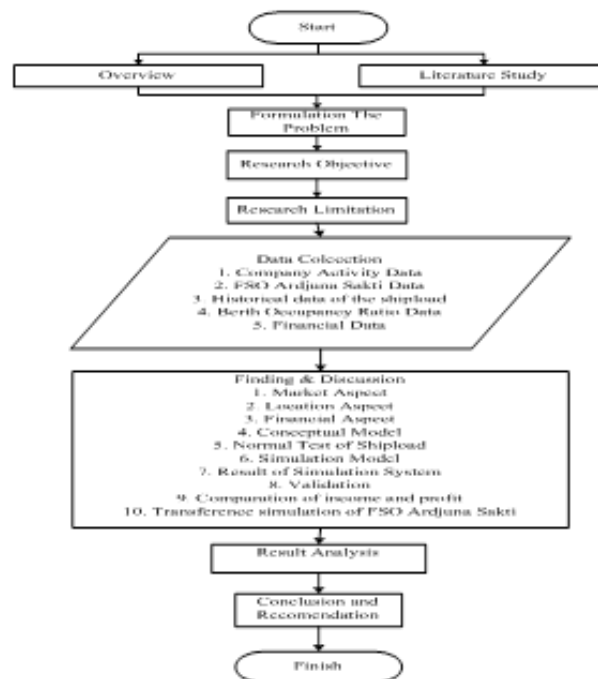 Start
Overview
Literature Study
Formulation The
Problem
Research Objective
Research Limitation
Data Colcection
1. Company Activity Data
2. FSO Ardjuna Sakti Data
3. Historical data of the shipload
4. Berth Occupancy Ratio Data
5. Financial Data
Finding & Discussion
1. Market Aspect
2. Location Aspect
3. Financial Aspect
4. Conceptual Model
5. Normal Test of Shipload
6. Simulation Model
7. Result of Simulation System
8. Validation
9. Comparation of income and profit
10. Transference simulation of FSO Ardjuna Sakti
Result Analysis
Conclusion and
Recomendation
Finish